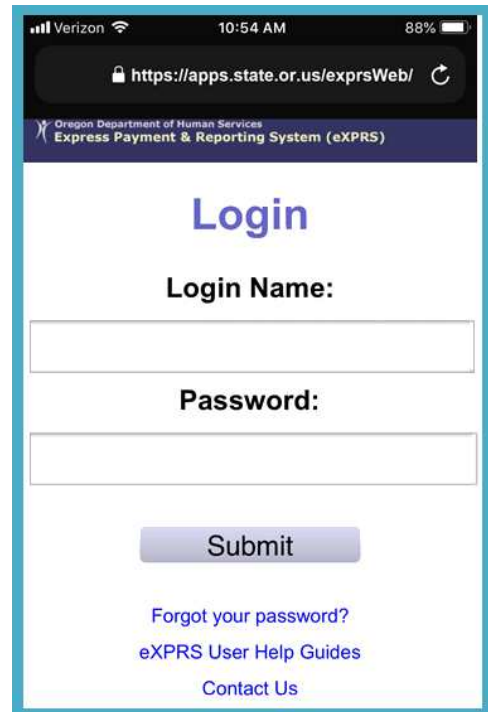 Verizon 10:54 AM 88%
https://apps.state.or.us/exprsWeb/
Oregon Department of Human Services
Express Payment & Reporting System (eXPRS)
Login
Login Name:
Password:
Submit
Forgot your password?
eXPRS User Help Guides
Contact Us